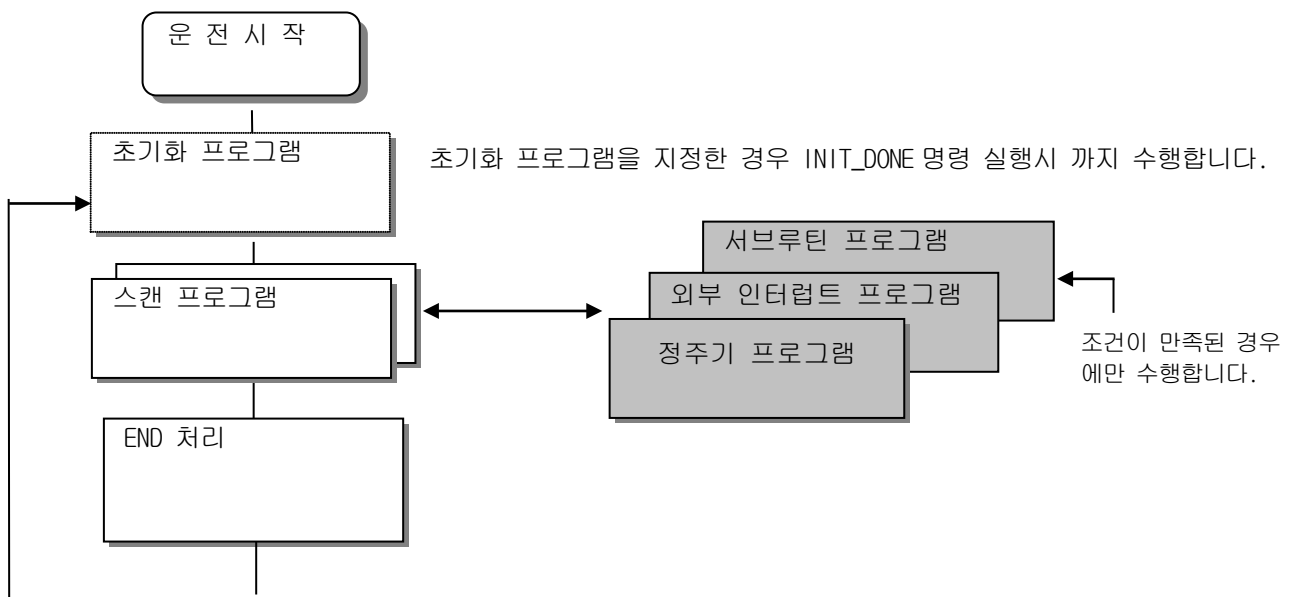 운 전 시 작
초기화 프로그램
초기화 프로그램을 지정한 경우 INIT_DONE 명령 실행시 까지 수행합니다.
서브루틴 프로그램
스캔 프로그램
외부 인터럽트 프로그램
정주기 프로그램
조건이 만족된 경우
에만 수행합니다.
END 처리